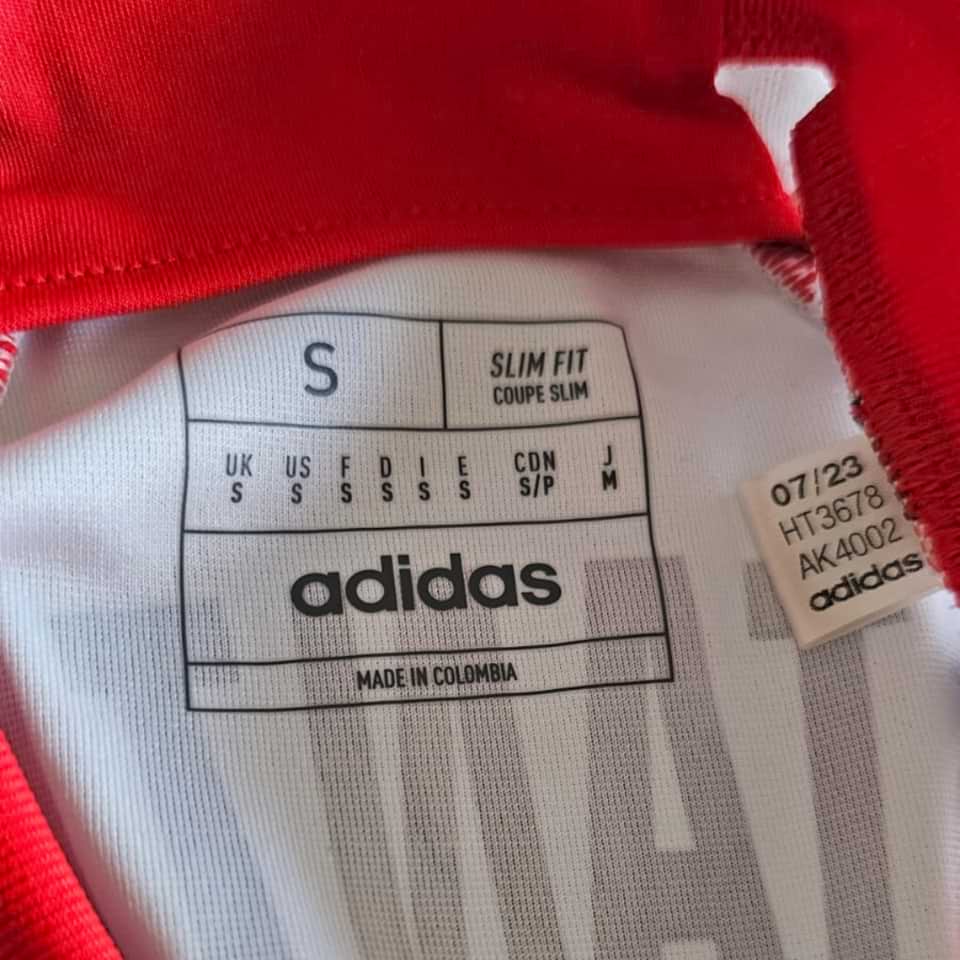 S
SLIM FIT
COUPE SLIM
UK US F D I E CDN J
S S S S S S S/P M
adidas
MADE IN COLOMBIA
07/23
HT3678
AK4002
adidas